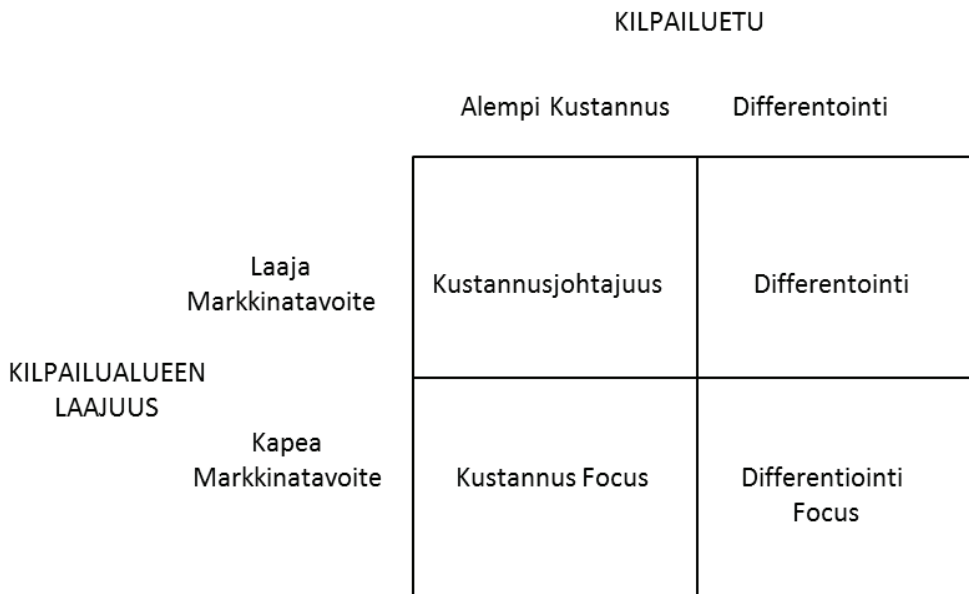 KILPAILUETU
Alempi Kustannus Differentointi
Laaja
Markkinatavoite
Kustannusjohtajuus Differentointi
KILPAILUALUEEN
LAAJUUS
Kapea
Markkinatavoite
Kustannus Focus Differentiointi
Focus